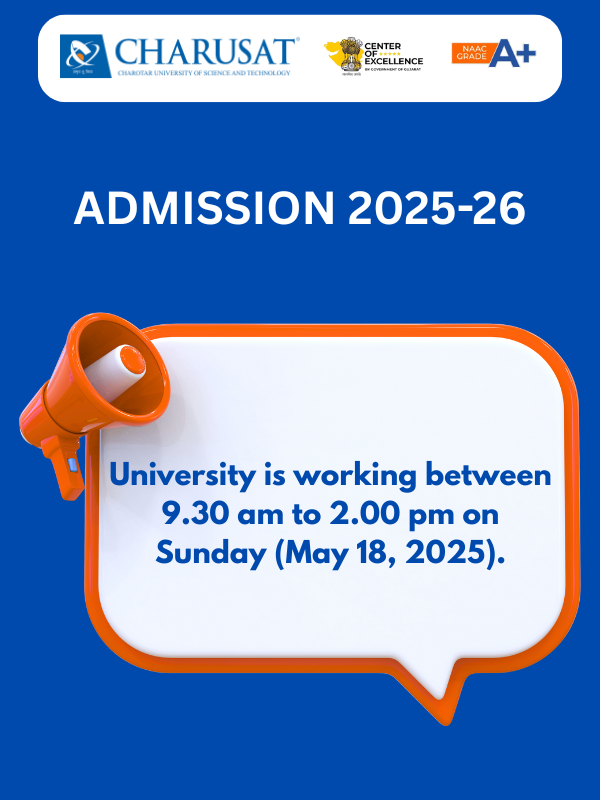 CHARUSAT®
CHAROTAR UNIVERSITY OF SCIENCE AND TECHNOLOGY
CENTER
OF
EXCELLENCE
BY GOVERNMENT OF GUJARAT
NAAC
GRADE A+
ADMISSION 2025-26
University is working between
9.30 am to 2.00 pm on
Sunday (May 18, 2025).